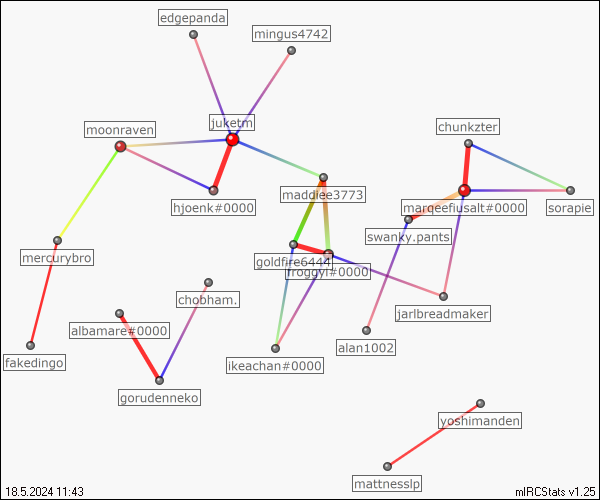 edgepanda
mingus4742
juketm
moonraven
chunkzter
maddiee3773
hjoenk#0000
marqeefiusalt#0000
sorapie
swanky.pants
mercurybro
goldfire6444
froggyf#0000
chobham.
jarlbreadmaker
albamare#0000
alan1002
fakedingo
ikeachan#0000
gorudenneko
yoshimanden
mattnesslp
18.5.2024 11:43
mIRCStats v1.25